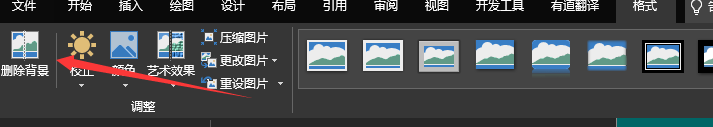 文件 开始 插入 绘图 设计 布局 引用 审阅 视图 开发工具 有道翻译 格式
删除背景 校正 颜色 艺术效果 压缩图片 更改图片 重设图片
调整